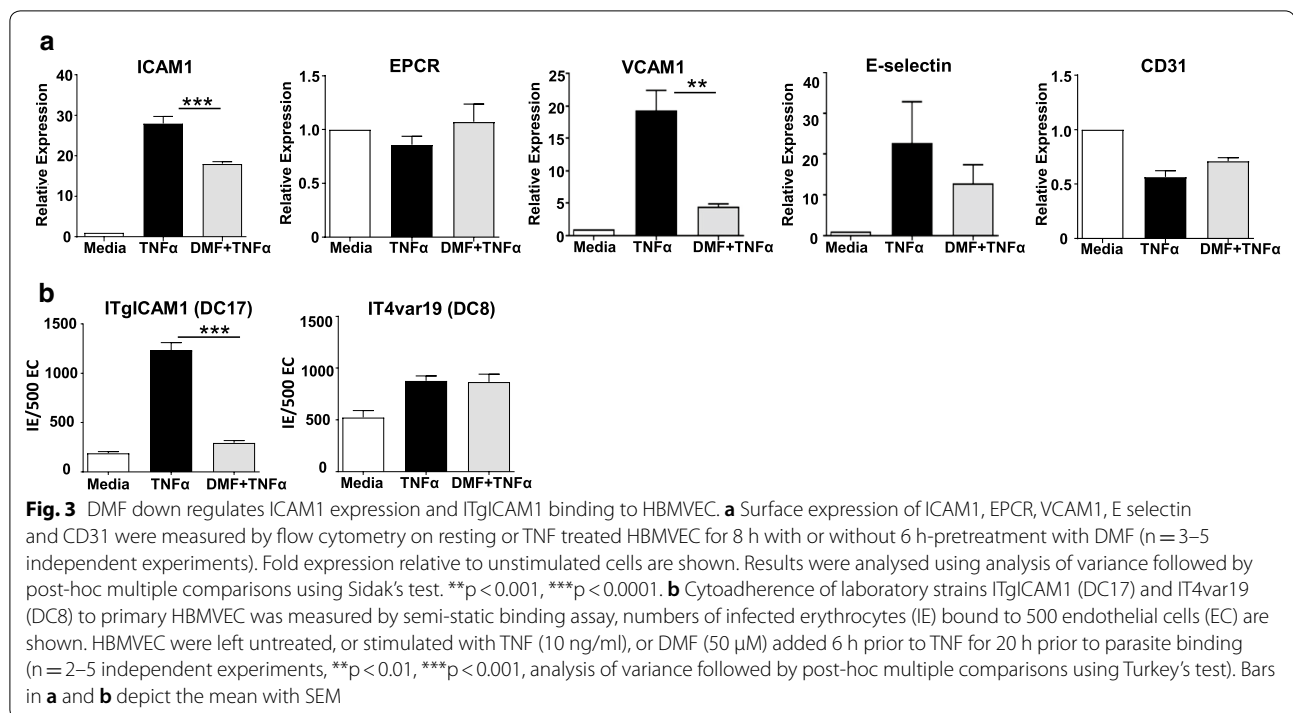 a
ICAM1
EPCR
VCAM1
E-selectin
CD31
Relative Expression
40
30
20
10
0
***
Media TNFα DMF+TNFα
Relative Expression
1.5
1.0
0.5
0.0
Media TNFα DMF+TNFα
Relative Expression
25
20
15
10
5
0
**
Media TNFα DMF+TNFα
Relative Expression
40
30
20
10
0
Media TNFα DMF+TNFα
Relative Expression
1.5
1.0
0.5
0.0
Media TNFα DMF+TNFα
b
ITgICAM1 (DC17)
IT4var19 (DC8)
IE/500 EC
1500
1000
500
0
***
Media TNFα DMF+TNFα
IE/500 EC
1500
1000
500
0
Media TNFα DMF+TNFα
Fig. 3 DMF down regulates ICAM1 expression and ITgICAM1 binding to HBMVEC. a Surface expression of ICAM1, EPCR, VCAM1, E selectin
and CD31 were measured by flow cytometry on resting or TNF treated HBMVEC for 8 h with or without 6 h-pretreatment with DMF (n = 3–5
independent experiments). Fold expression relative to unstimulated cells are shown. Results were analysed using analysis of variance followed by
post-hoc multiple comparisons using Sidak's test. **p < 0.001, ***p < 0.0001. b Cytoadherence of laboratory strains ITgICAM1 (DC17) and IT4var19
(DC8) to primary HBMVEC was measured by semi-static binding assay, numbers of infected erythrocytes (IE) bound to 500 endothelial cells (EC) are
shown. HBMVEC were left untreated, or stimulated with TNF (10 ng/ml), or DMF (50 µM) added 6 h prior to TNF for 20 h prior to parasite binding
(n = 2–5 independent experiments, **p < 0.01, ***p < 0.001, analysis of variance followed by post-hoc multiple comparisons using Turkey's test). Bars
in a and b depict the mean with SEM